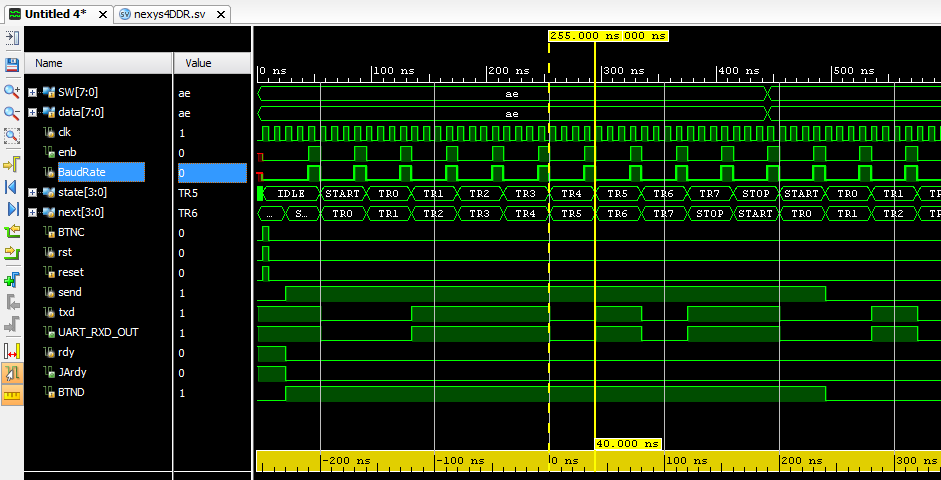 Untitled 4* × nexys4DDR.sv ×
255.000 ns 000 ns
Name Value
0 ns 100 ns 200 ns 300 ns 400 ns 500 ns
SW[7:0] ae ae
data[7:0] ae ae
clk 1
enb 0
BaudRate 0
state[3:0] TR5 IDLE START TR0 TR1 TR2 TR3 TR4 TR5 TR6 TR7 STOP START TR0 TR1 TR
next[3:0] TR6 ... S... TR0 TR1 TR2 TR3 TR4 TR5 TR6 TR7 STOP START TR0 TR1 TR2 TR
BTNC 0
rst 0
reset 0
send 1
txd 1
UART_RXD_OUT 1
rdy 0
JArdy 0
BTND 1
40.000 ns
-200 ns -100 ns 0 ns 100 ns 200 ns 300 ns